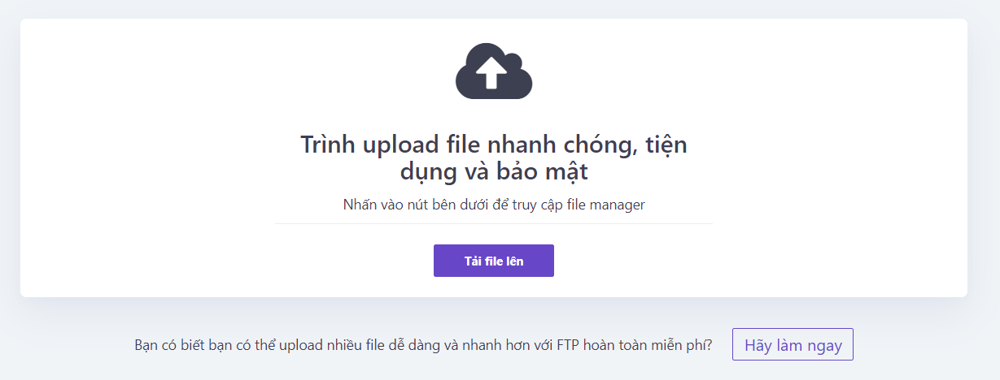 Trình upload file nhanh chóng, tiện
dụng và bảo mật
Nhấn vào nút bên dưới để truy cập file manager
Tải file lên
Bạn có biết bạn có thể upload nhiều file dễ dàng và nhanh hơn với FTP hoàn toàn miễn phí?
Hãy làm ngay